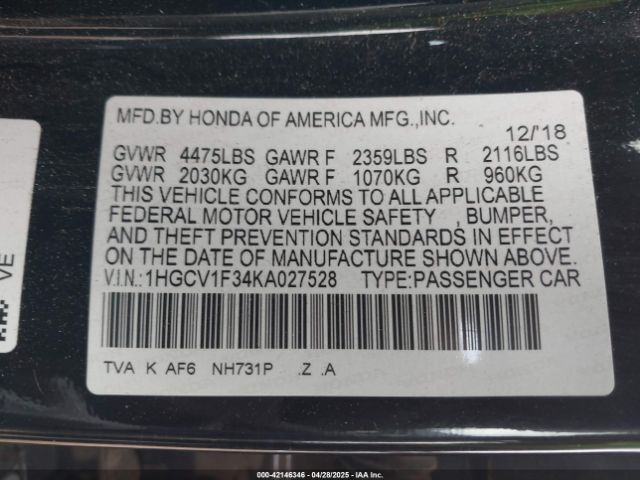 MFD.BY HONDA OF AMERICA MFG.,INC.
12/'18
GVWR 4475LBS GAWR F 2359LBS R 2116LBS
GVWR 2030KG GAWR F 1070KG R 960KG
THIS VEHICLE CONFORMS TO ALL APPLICABLE
FEDERAL MOTOR VEHICLE SAFETY , BUMPER,
AND THEFT PREVENTION STANDARDS IN EFFECT
ON THE DATE OF MANUFACTURE SHOWN ABOVE.
V.I.N.:1HGCV1F34KA027528 TYPE:PASSENGER CAR
TVA K AF6 NH731P .Z .A
VE
000-42146346 - 04/28/2025 - IAA Inc.